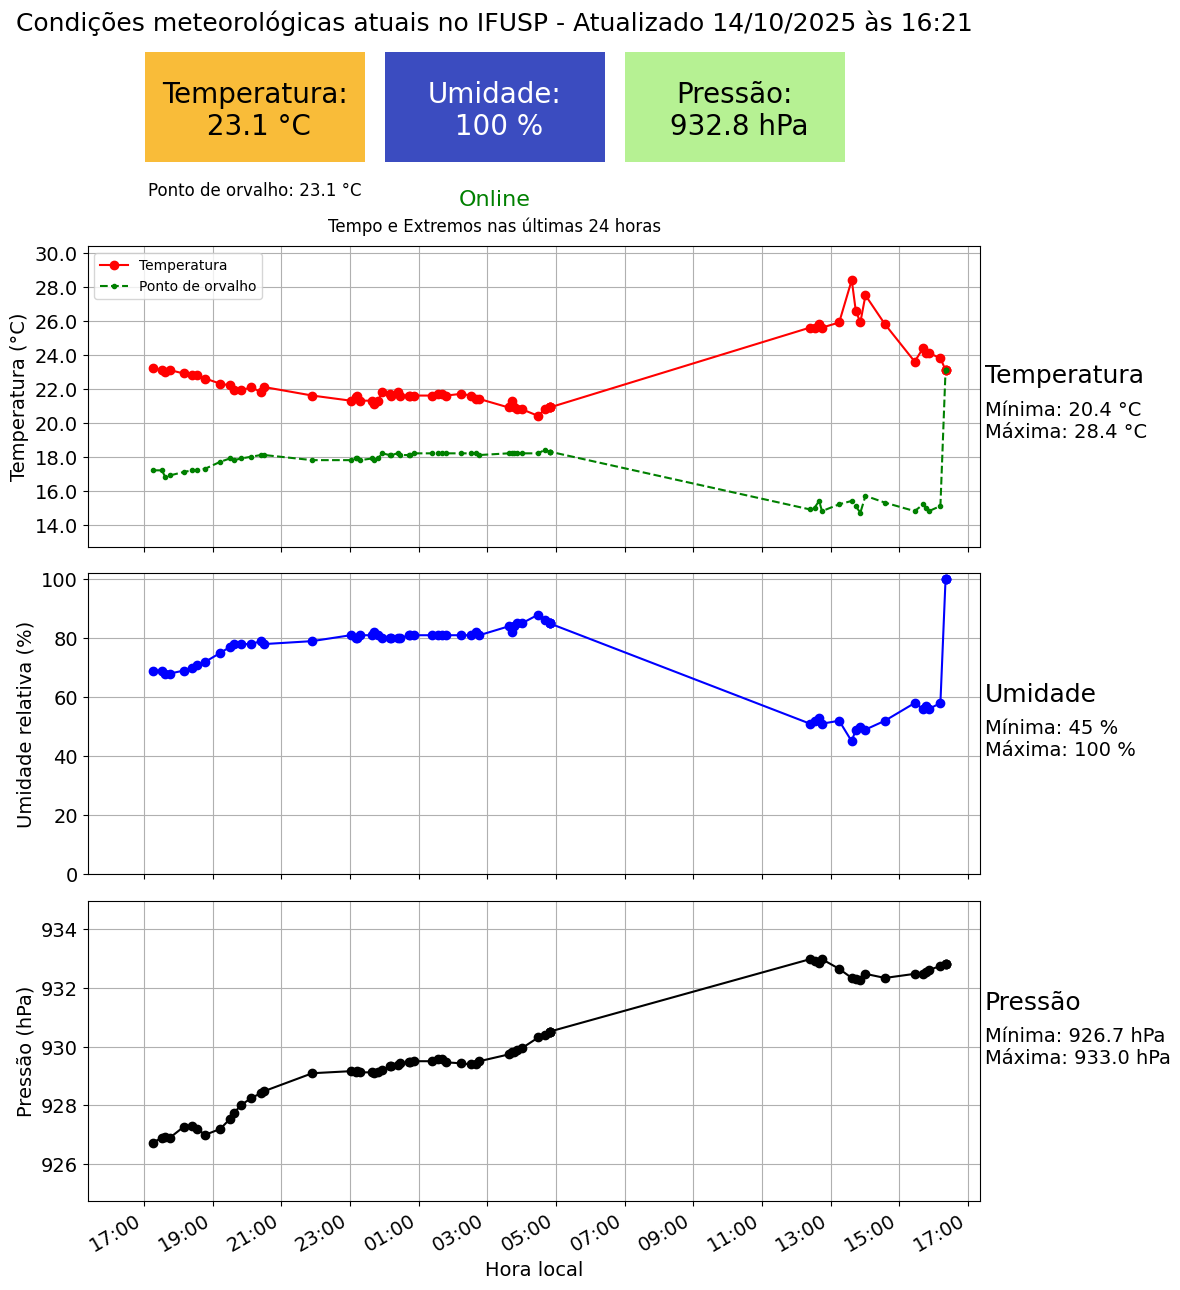 Condições meteorológicas atuais no IFUSP - Atualizado 14/10/2025 às 16:21
Temperatura:
23.1 °C
Umidade:
100 %
Pressão:
932.8 hPa
Ponto de orvalho: 23.1 °C
Online
Tempo e Extremos nas últimas 24 horas
Temperatura (°C)
30.0
28.0
26.0
24.0
22.0
20.0
18.0
16.0
14.0
Temperatura
Ponto de orvalho
Temperatura
Mínima: 20.4 °C
Máxima: 28.4 °C
Umidade relativa (%)
100
80
60
40
20
0
Umidade
Mínima: 45 %
Máxima: 100 %
Pressão (hPa)
934
932
930
928
926
Pressão
Mínima: 926.7 hPa
Máxima: 933.0 hPa
17:00 19:00 21:00 23:00 01:00 03:00 05:00 07:00 09:00 11:00 13:00 15:00 17:00
Hora local